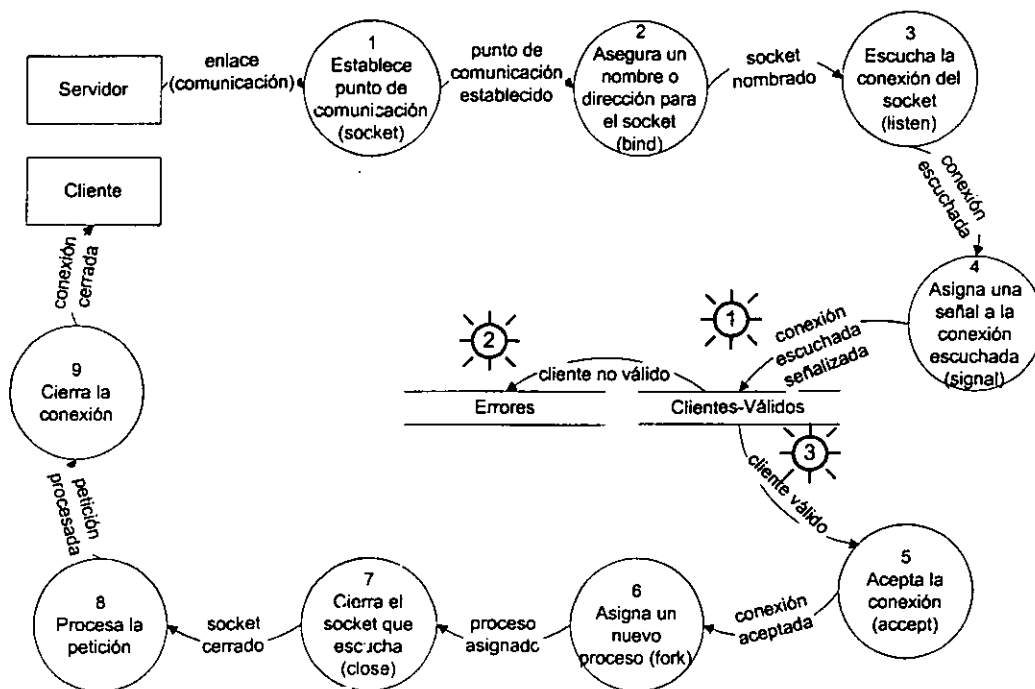 Servidor
enlace
(comunicación)
1
Establece
punto de
comunicación
(socket)
punto de
comunicación
establecido
2
Asegura un
nombre o
dirección para
el socket
(bind)
socket
nombrado
3
Escucha la
conexión del
socket
(listen)
conexión
escuchada
4
Asigna una
señal a la
conexión
escuchada
(signal)
1
conexión
escuchada
señalizada
2
cliente no válido
Errores
Clientes-Válidos
3
cliente válido
5
Acepta la
conexión
(accept)
conexión
aceptada
6
Asigna un
nuevo
proceso (fork)
proceso
asignado
7
Cierra el
socket que
escucha
(close)
socket
cerrado
8
Procesa la
petición
petición
procesada
9
Cierra la
conexión
conexión
cerrada
Cliente